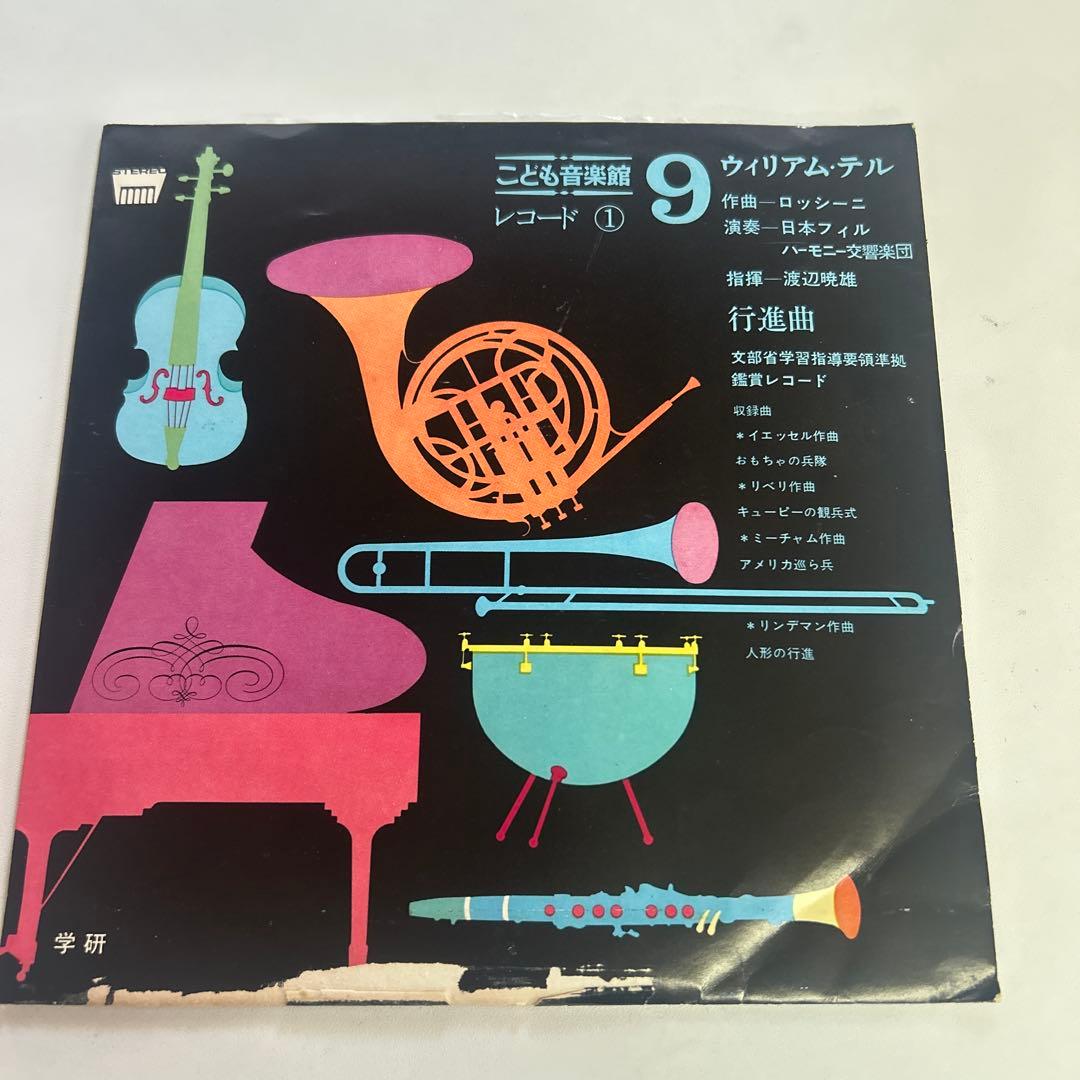 STEREO
こども音楽館
レコード ①
9
ウィリアム・テル
作曲―ロッシーニ
演奏―日本フィル
ハーモニー交響楽団
指揮―渡辺暁雄
行進曲
文部省学習指導要領準拠
鑑賞レコード
収録曲
*イエッセル作曲
おもちゃの兵隊
*リベリ作曲
キューピーの観兵式
*ミーチャム作曲
アメリカ巡ら兵
*リンデマン作曲
人形の行進
学研